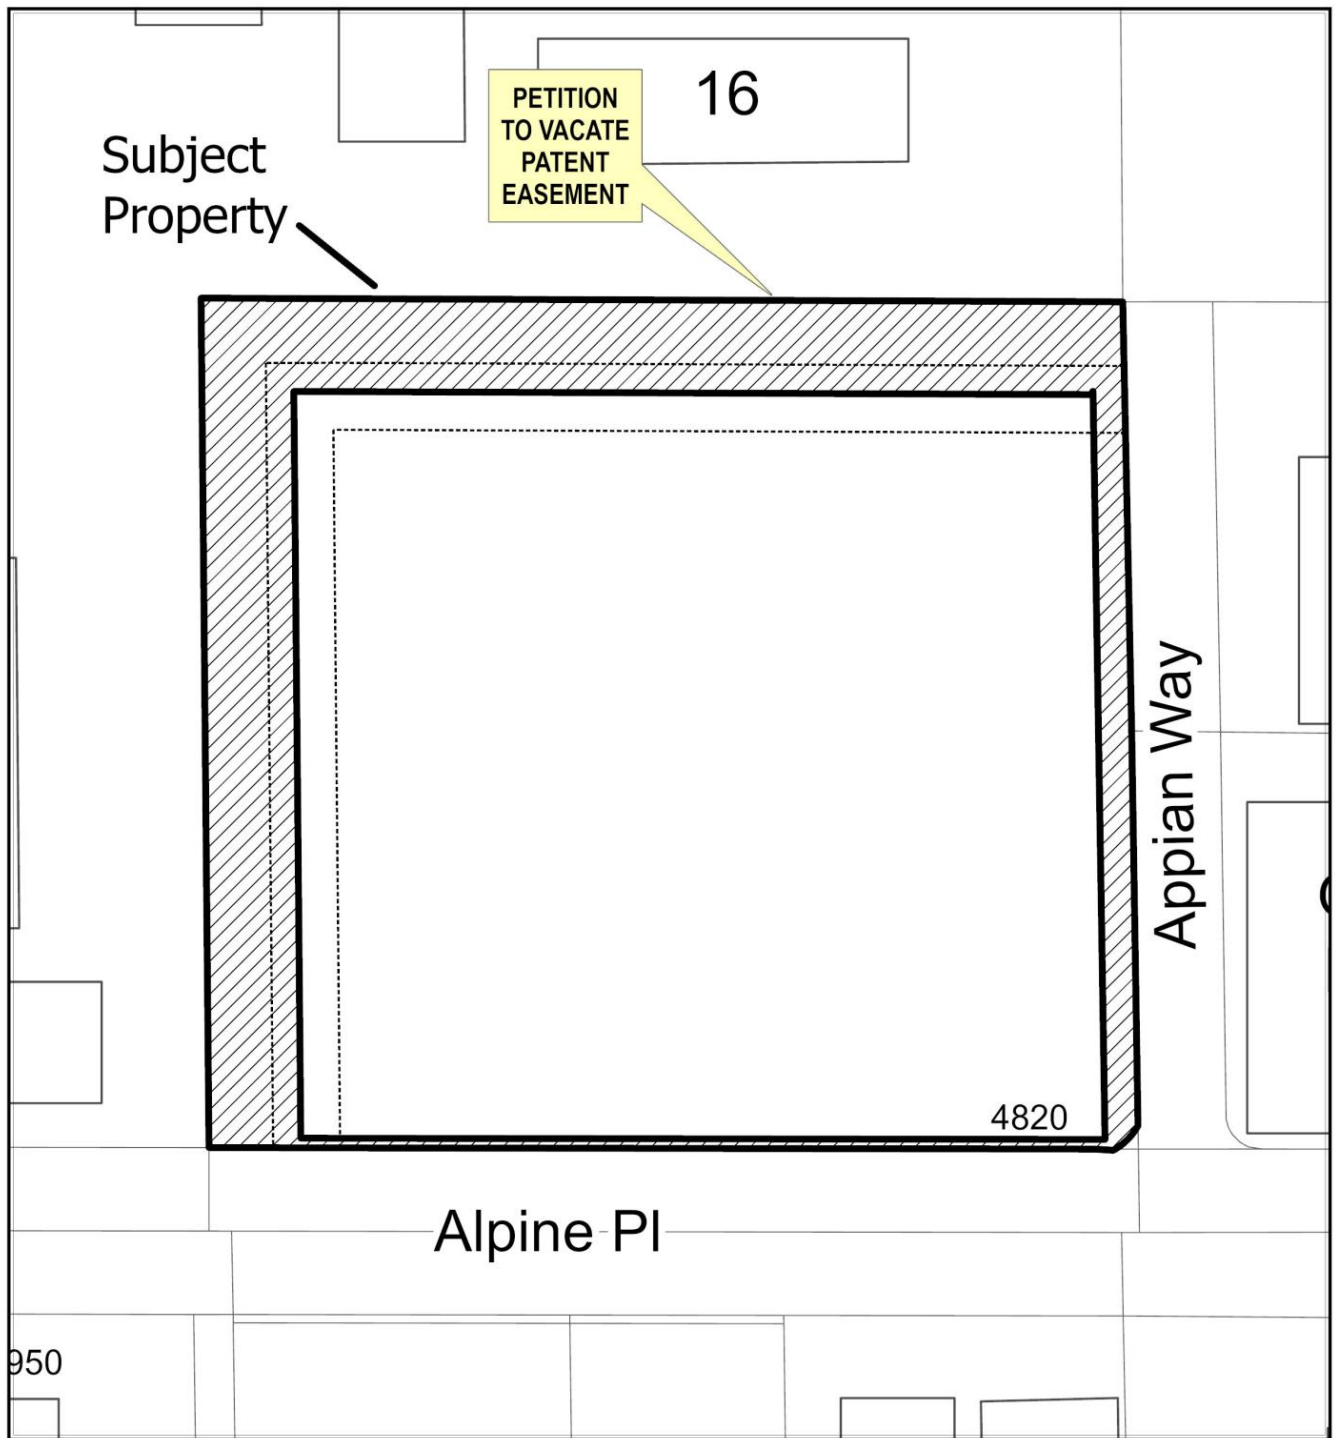 16
PETITION
TO VACATE
PATENT
EASEMENT
Subject
Property
Appian Way
4820
Alpine Pl
950